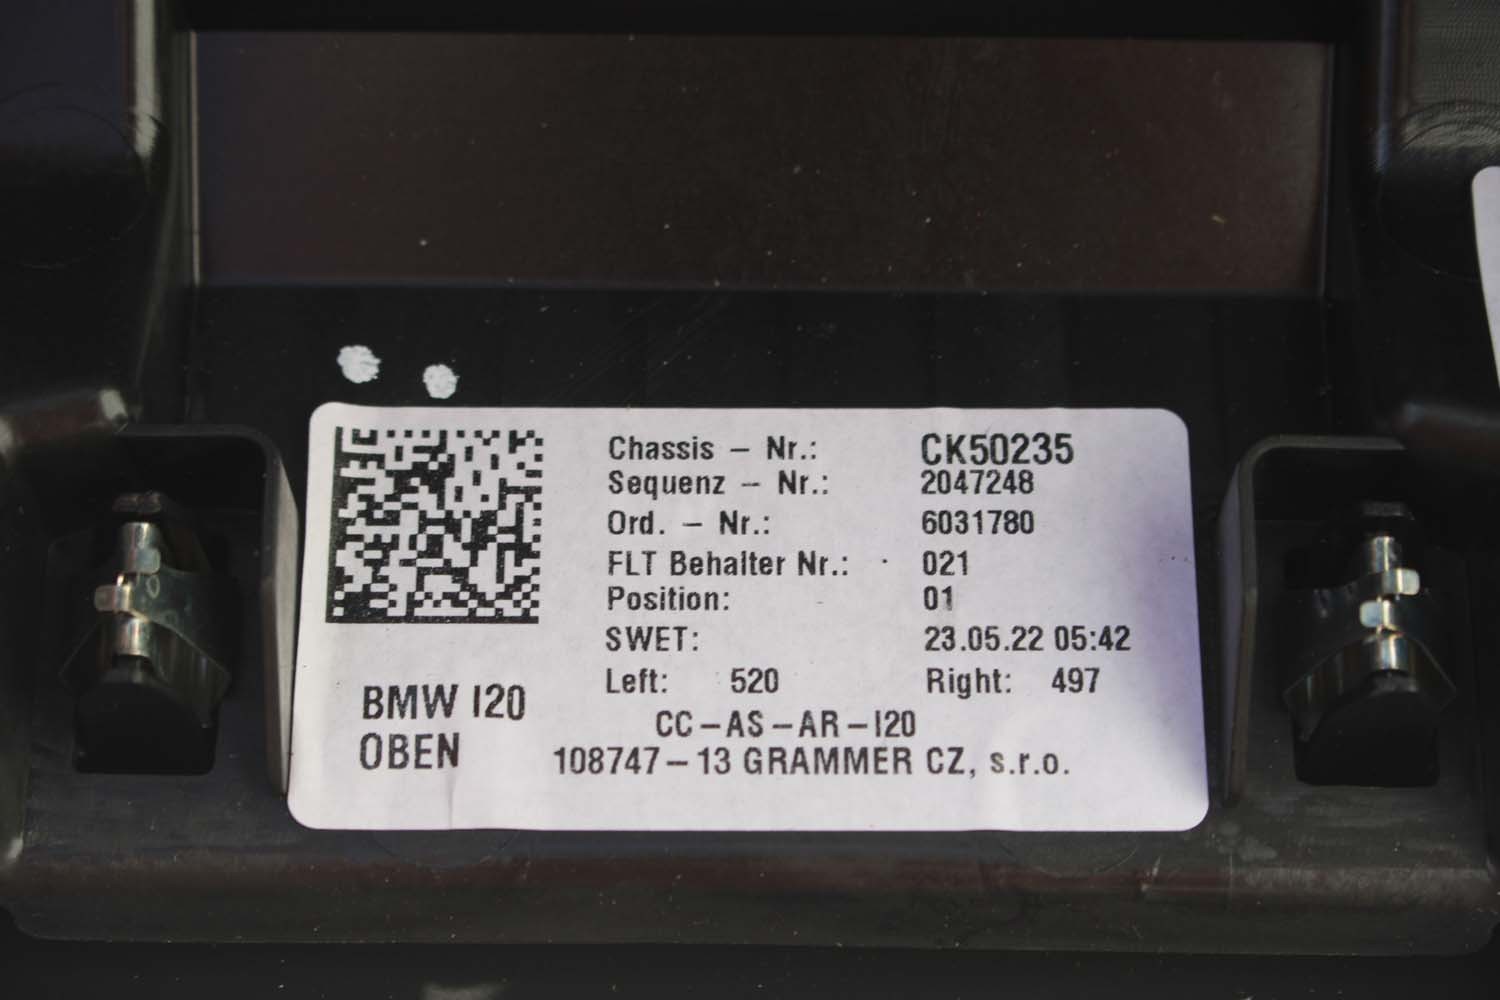 Chassis – Nr.: CK50235
Sequenz – Nr.: 2047248
Ord. – Nr.: 6031780
FLT Behalter Nr.: 021
Position: 01
SWET: 23.05.22 05:42
Left: 520 Right: 497
BMW I20
OBEN
CC–AS–AR–I20
108747–13 GRAMMER CZ, s.r.o.